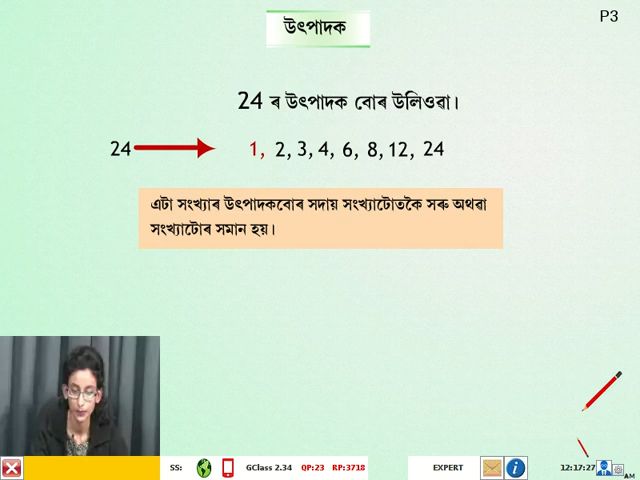 P3
উৎপাদক
24 ৰ উৎপাদক বোৰ উলিওৱা।
24 1, 2, 3, 4, 6, 8, 12, 24
এটা সংখ্যাৰ উৎপাদকবোৰ সদায় সংখ্যাটোতকৈ সৰু অথবা
সংখ্যাটোৰ সমান হয়।
SS: GClass 2.34 QP:23 RP:3718 EXPERT 12:17:27 AM